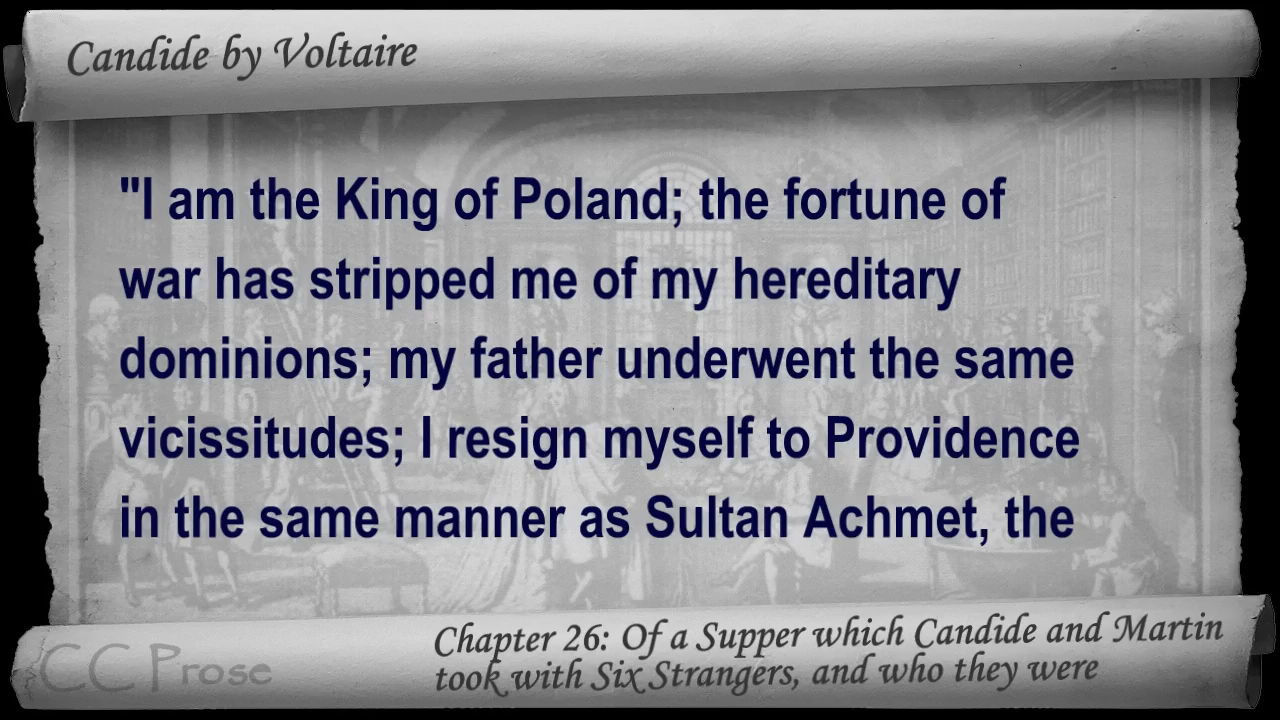 Candide by Voltaire
"I am the King of Poland; the fortune of
war has stripped me of my hereditary
dominions; my father underwent the same
vicissitudes; I resign myself to Providence
in the same manner as Sultan Achmet, the
Chapter 26: Of a Supper which Candide and Martin
took with Six Strangers, and who they were
CC Prose